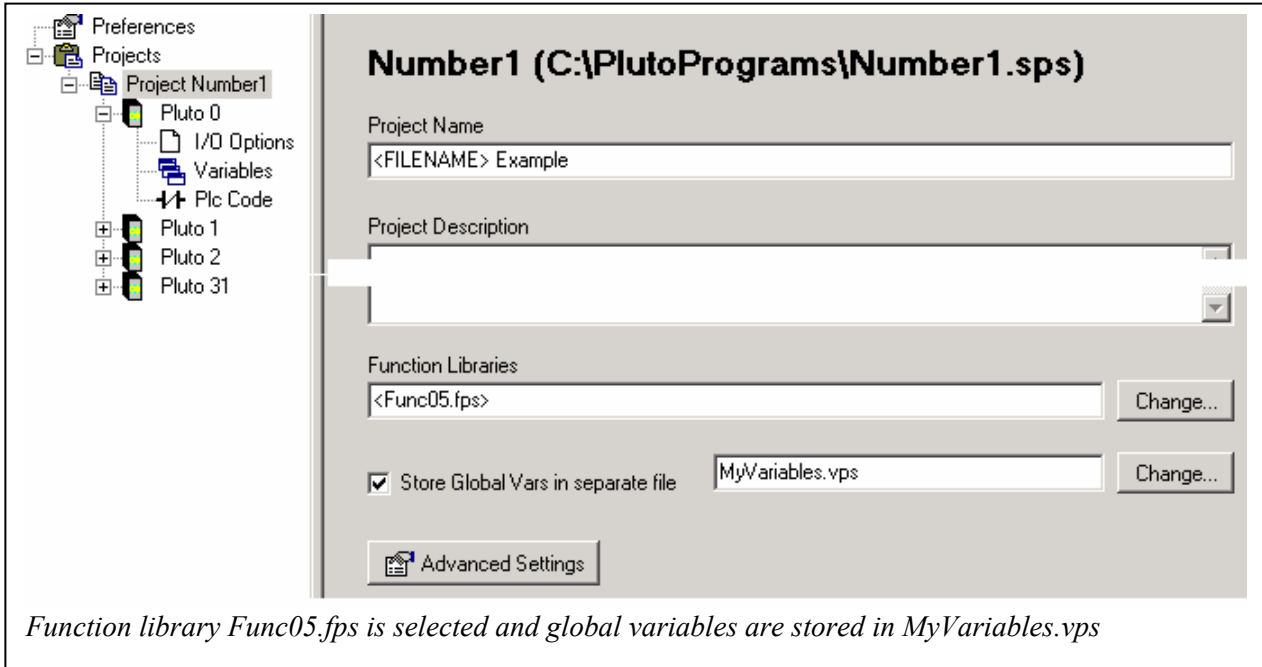 Preferences
Projects
Project Number1
Pluto 0
I/O Options
Variables
Plc Code
Pluto 1
Pluto 2
Pluto 31
Number1 (C:\PlutoPrograms\Number1.sps)
Project Name
<FILENAME> Example
Project Description
Function Libraries
<Func05.fps>
Change...
Store Global Vars in separate file
MyVariables.vps
Change...
Advanced Settings
Function library Func05.fps is selected and global variables are stored in MyVariables.vps